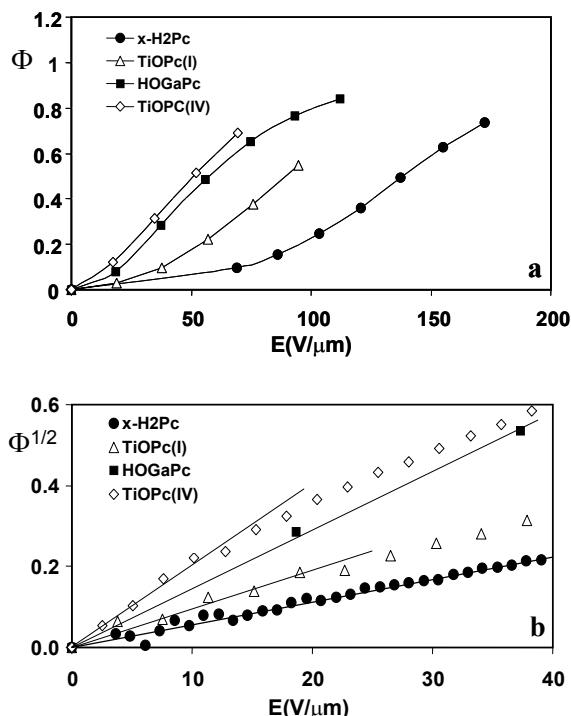 1.2
Φ
1
0.8
0.6
0.4
0.2
0
x-H2Pc
TiOPc(I)
HOGaPc
TiOPC(IV)
a
0 50 100 150 200
E(V/μm)
0.6
Φ1/2
0.4
0.2
0.0
x-H2Pc
TiOPc(I)
HOGaPc
TiOPc(IV)
b
0 10 20 30 40
E(V/μm)